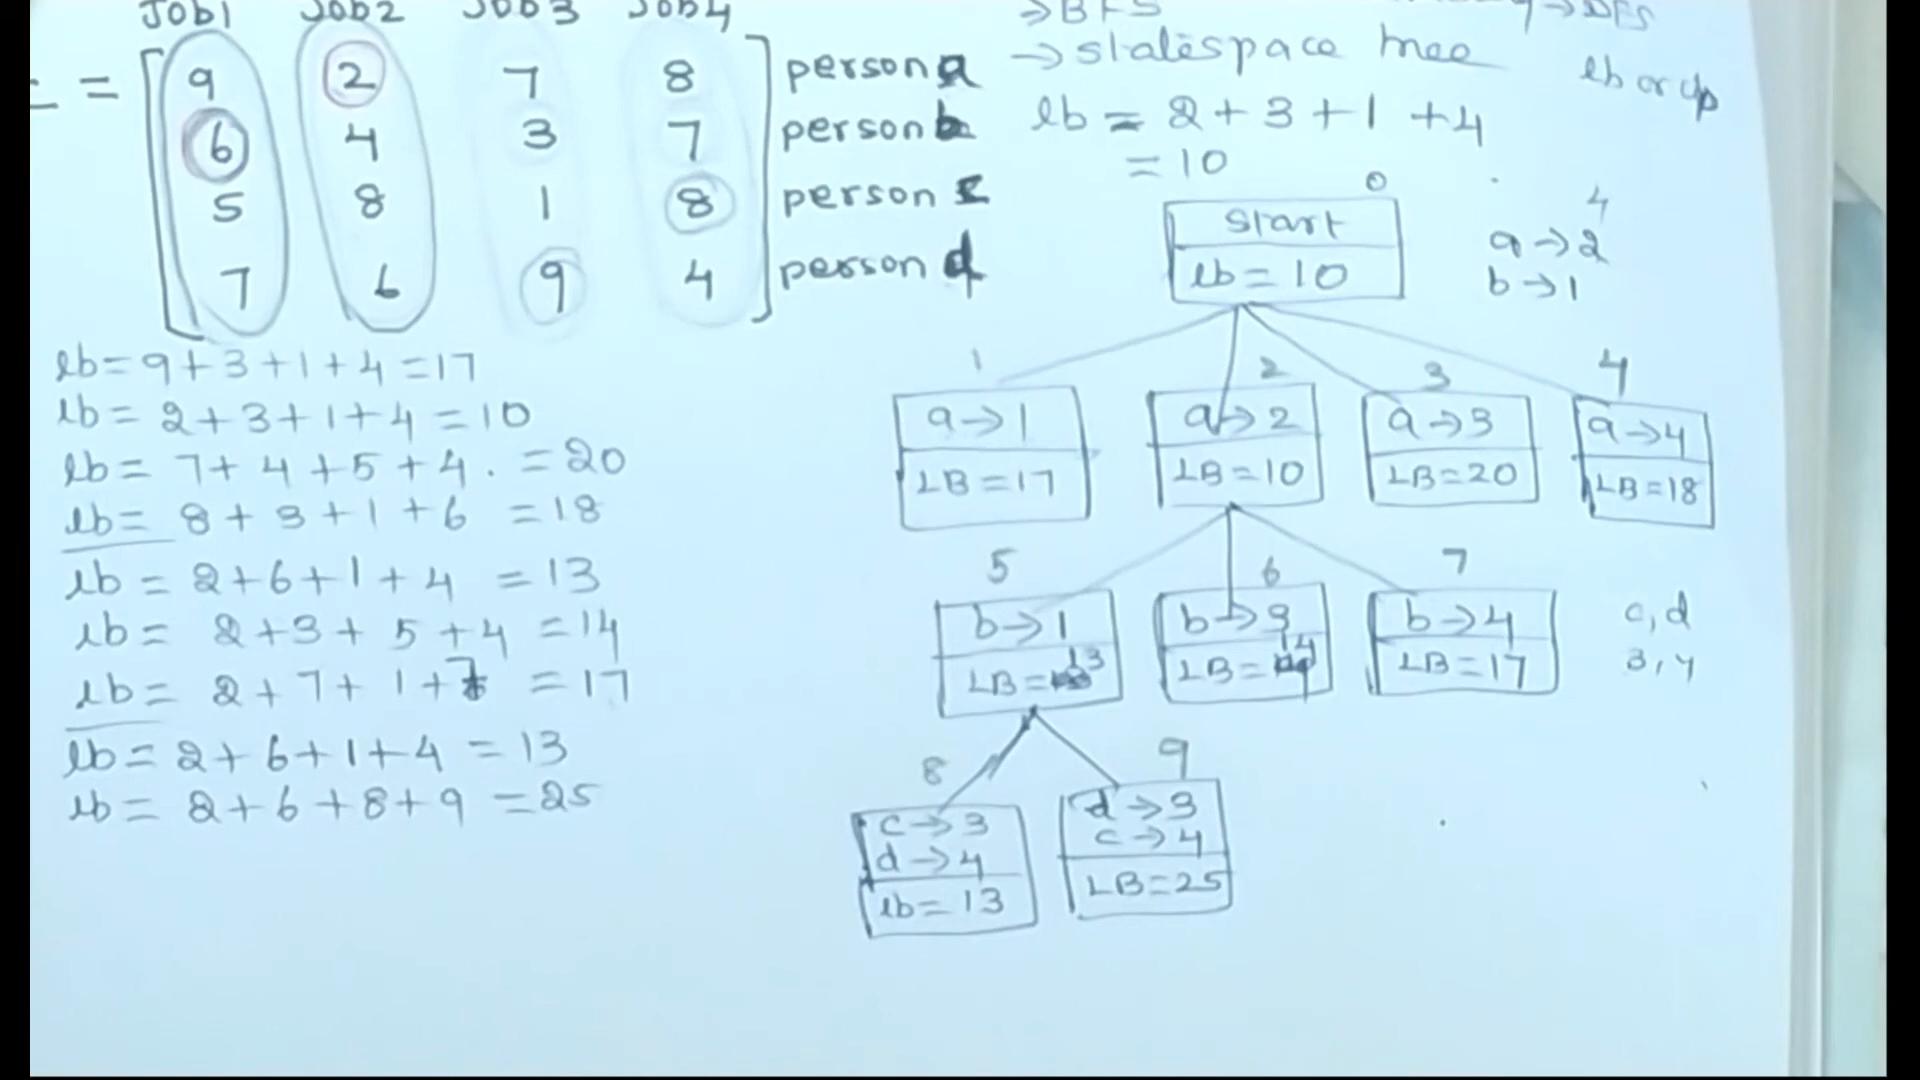 Job1 Job2 Job3 Job4
= 9 2 7 8 person a
6 4 3 7 person b
5 8 1 8 person c
7 6 9 4 person d
→BFS
→DFS
→statespace tree
lb or up
lb = 2+3+1+4
=10
0
Start
lb=10
4
a→2
b→1
lb=9+3+1+4=17
lb=2+3+1+4=10
lb=7+4+5+4.=20
lb=8+3+1+6=18
lb=2+6+1+4=13
lb=2+3+5+4=14
lb=2+7+1+7=17
lb=2+6+1+4=13
lb=2+6+8+9=25
1 2 3 4
a→1 a→2 a→3 a→4
LB=17 LB=10 LB=20 LB=18
5 6 7
b→1 b→3 b→4
LB=13 LB=14 LB=17
c,d
3,4
8 9
c→3
d→4
lb=13
d→3
c→4
LB=25